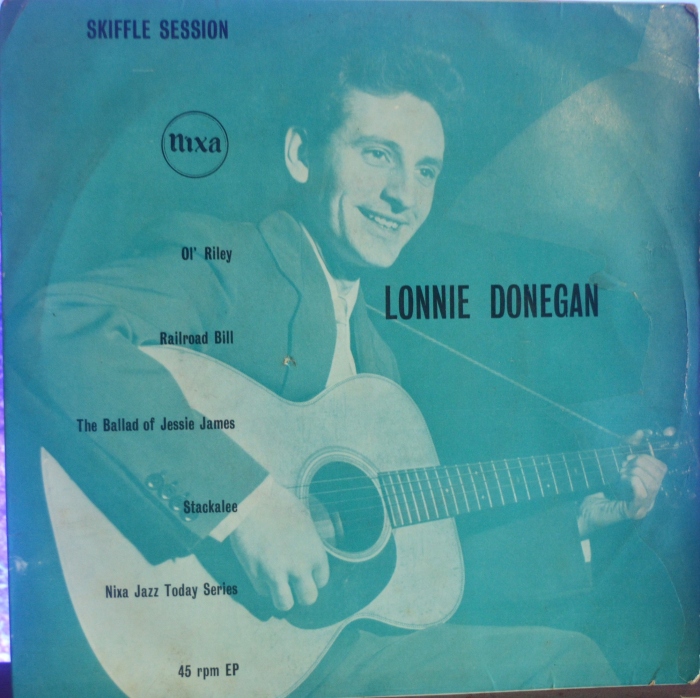 SKIFFLE SESSION
nixa
Ol' Riley
LONNIE DONEGAN
Railroad Bill
The Ballad of Jessie James
Stackalee
Nixa Jazz Today Series
45 rpm EP